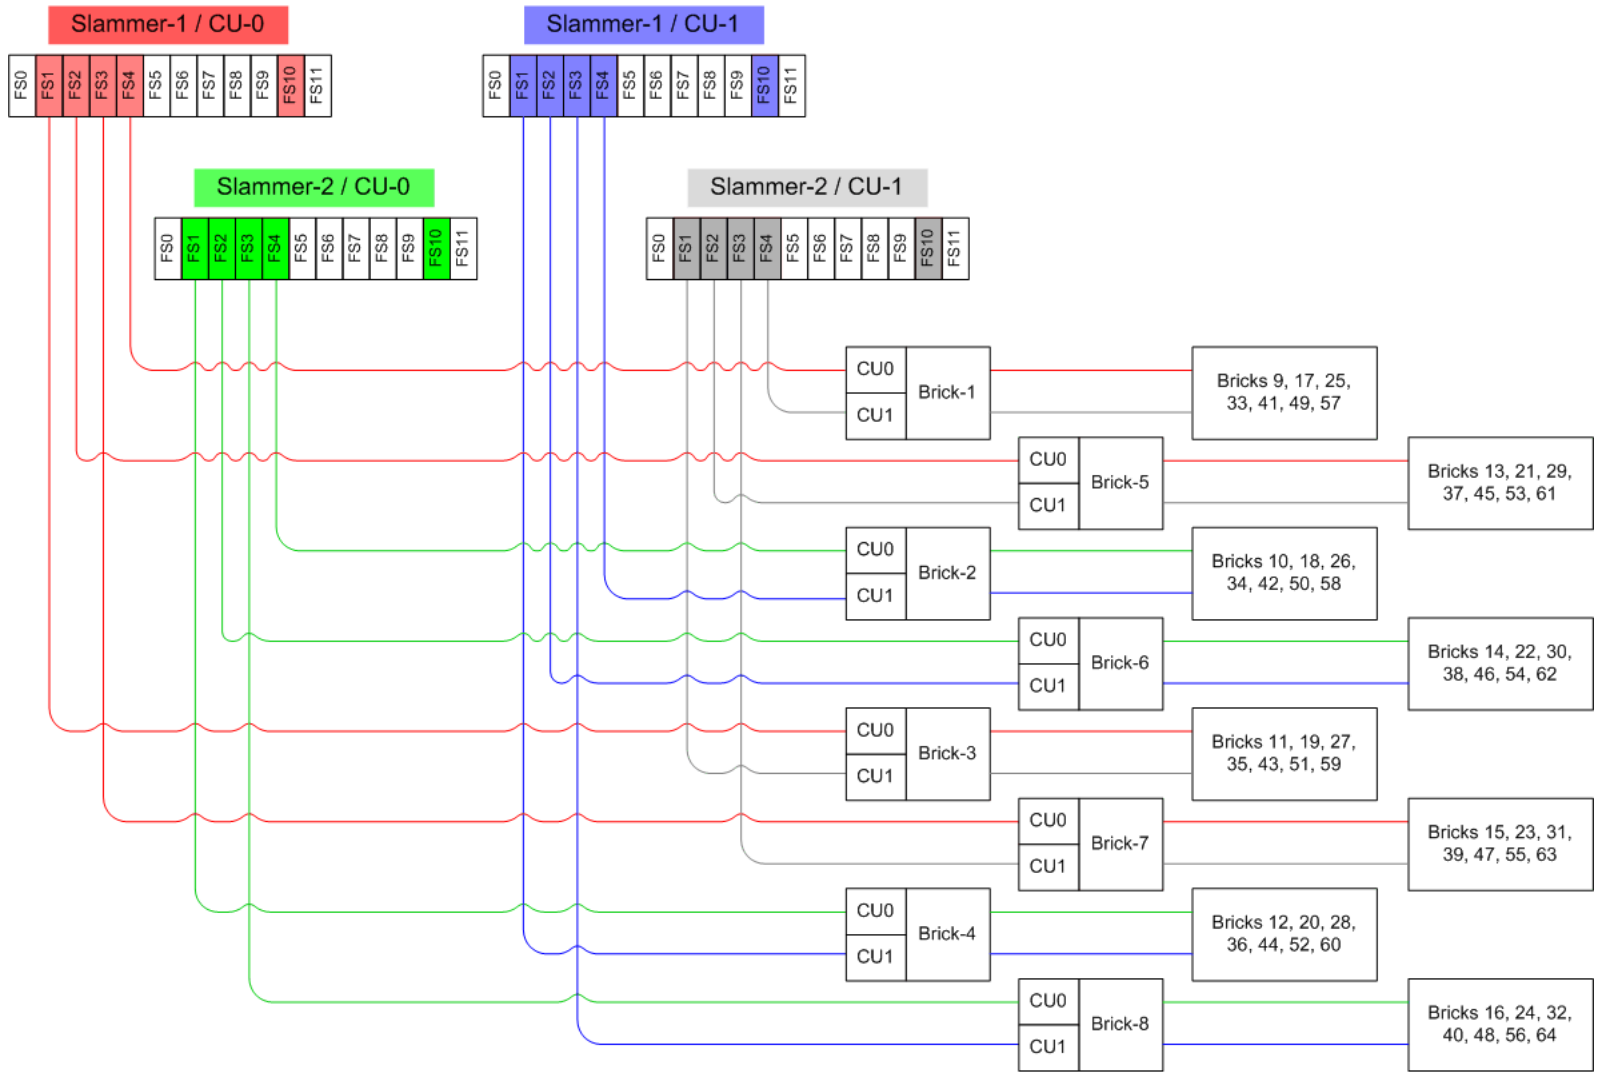 Slammer-1 / CU-0
Slammer-1 / CU-1
FS0 FS1 FS2 FS3 FS4 FS5 FS6 FS7 FS8 FS9 FS10 FS11
FS0 FS1 FS2 FS3 FS4 FS5 FS6 FS7 FS8 FS9 FS10 FS11
Slammer-2 / CU-0
Slammer-2 / CU-1
FS0 FS1 FS2 FS3 FS4 FS5 FS6 FS7 FS8 FS9 FS10 FS11
FS0 FS1 FS2 FS3 FS4 FS5 FS6 FS7 FS8 FS9 FS10 FS11
CU0
Brick-1
CU1
Bricks 9, 17, 25,
33, 41, 49, 57
CU0
Brick-5
CU1
Bricks 13, 21, 29,
37, 45, 53, 61
CU0
Brick-2
CU1
Bricks 10, 18, 26,
34, 42, 50, 58
CU0
Brick-6
CU1
Bricks 14, 22, 30,
38, 46, 54, 62
CU0
Brick-3
CU1
Bricks 11, 19, 27,
35, 43, 51, 59
CU0
Brick-7
CU1
Bricks 15, 23, 31,
39, 47, 55, 63
CU0
Brick-4
CU1
Bricks 12, 20, 28,
36, 44, 52, 60
CU0
Brick-8
CU1
Bricks 16, 24, 32,
40, 48, 56, 64